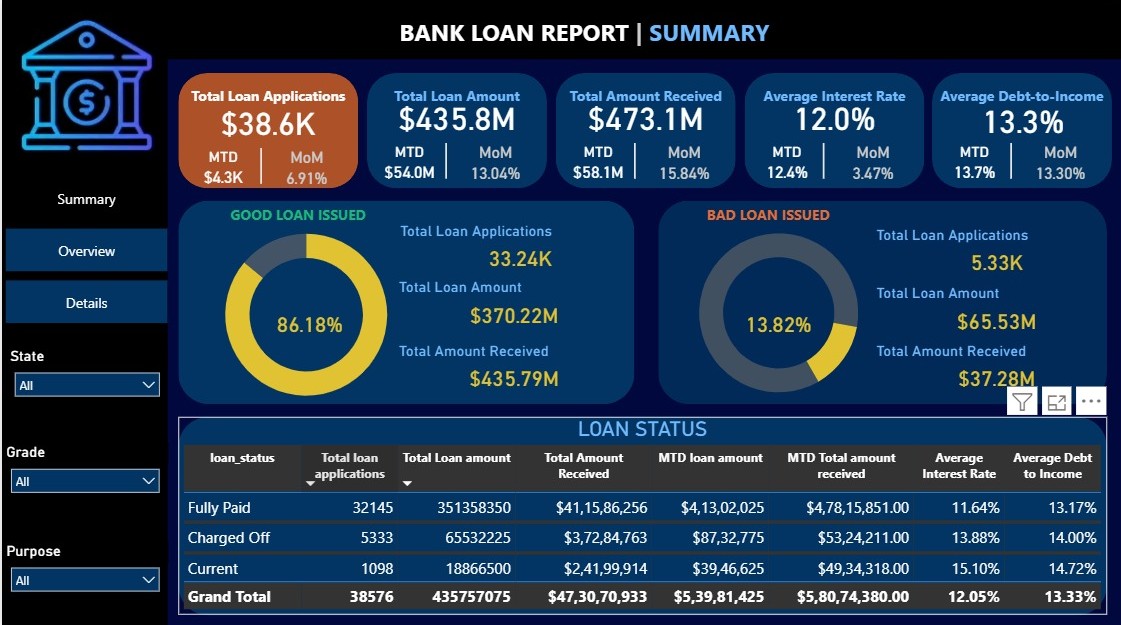 BANK LOAN REPORT | SUMMARY
$
Summary
Overview
Details
State
All
Grade
All
Purpose
All
Total Loan Applications
$38.6K
MTD
$4.3K
MoM
6.91%
Total Loan Amount
$435.8M
MTD
$54.0M
MoM
13.04%
Total Amount Received
$473.1M
MTD
$58.1M
MoM
15.84%
Average Interest Rate
12.0%
MTD
12.4%
MoM
3.47%
Average Debt-to-Income
13.3%
MTD
13.7%
MoM
13.30%
GOOD LOAN ISSUED
86.18%
Total Loan Applications
33.24K
Total Loan Amount
$370.22M
Total Amount Received
$435.79M
BAD LOAN ISSUED
13.82%
Total Loan Applications
5.33K
Total Loan Amount
$65.53M
Total Amount Received
$37.28M
LOAN STATUS
loan_status Total loan applications Total Loan amount Total Amount Received MTD loan amount MTD Total amount received Average Interest Rate Average Debt to Income
Fully Paid 32145 351358350 $41,15,86,256 $4,13,02,025 $4,78,15,851.00 11.64% 13.17%
Charged Off 5333 65532225 $3,72,84,763 $87,32,775 $53,24,211.00 13.88% 14.00%
Current 1098 18866500 $2,41,99,914 $39,46,625 $49,34,318.00 15.10% 14.72%
Grand Total 38576 435757075 $47,30,70,933 $5,39,81,425 $5,80,74,380.00 12.05% 13.33%